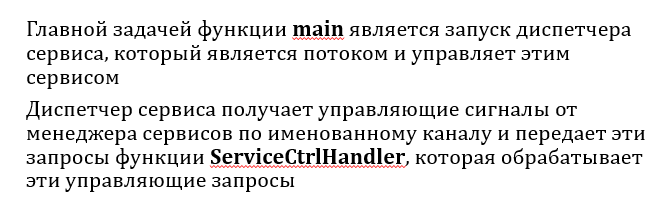 Главной задачей функции main является запуск диспетчера
сервиса, который является потоком и управляет этим
сервисом
Диспетчер сервиса получает управляющие сигналы от
менеджера сервисов по именованному каналу и передает эти
запросы функции ServiceCtrlHandler, которая обрабатывает
эти управляющие запросы